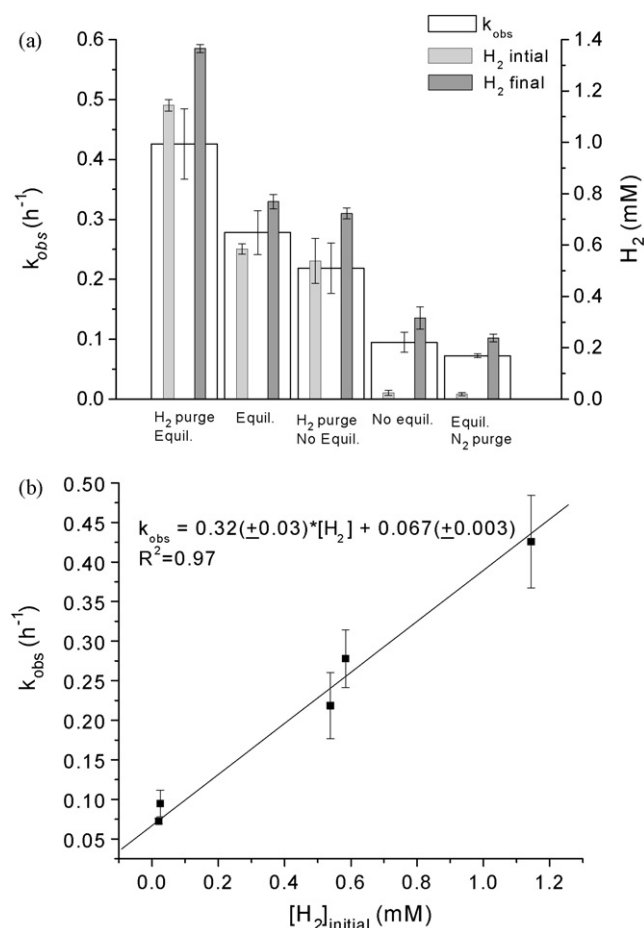 (a)
k_obs
H₂ intial
H₂ final
0.6
0.5
0.4
0.3
0.2
0.1
0.0
k_obs (h⁻¹)
1.4
1.2
1.0
0.8
0.6
0.4
0.2
0.0
H₂ (mM)
H₂ purge
Equil.
Equil.
H₂ purge
No Equil.
No equil.
Equil.
N₂ purge
(b)
k_obs = 0.32(±0.03)*[H₂] + 0.067(±0.003)
R²=0.97
0.50
0.45
0.40
0.35
0.30
0.25
0.20
0.15
0.10
0.05
k_obs (h⁻¹)
0.0
0.2
0.4
0.6
0.8
1.0
1.2
[H₂]initial (mM)